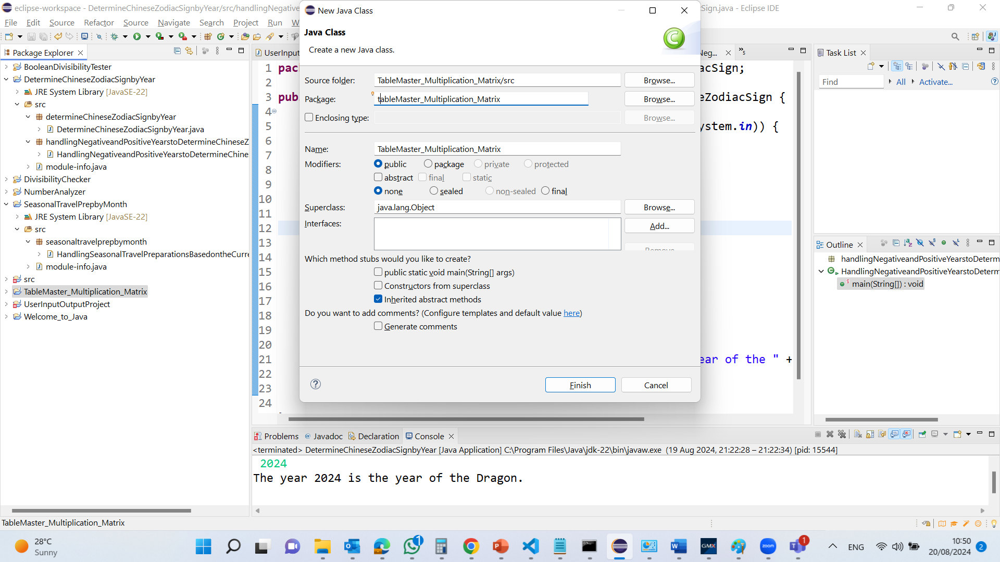 eclipse-workspace - DetermineChineseZodiacSignbyYear/src/handlingNegative
New Java Class
Sign.java - Eclipse IDE
File Edit Source Refactor Source Navigate Search Project Run W
Java Class
Create a new Java class.
Package Explorer
BooleanDivisibilityTester
DetermineChineseZodiacSignbyYear
JRE System Library [JavaSE-22]
src
determineChineseZodiacSignbyYear
DetermineChineseZodiacSignbyYear.java
handlingNegativeandPositiveYearstoDetermineChineseZ
HandlingNegativeandPositiveYearstoDetermineChine
module-info.java
DivisibilityChecker
NumberAnalyzer
SeasonalTravelPrepbyMonth
JRE System Library [JavaSE-22]
src
seasonaltravelprepbymonth
HandlingSeasonalTravelPreparationsBasedontheCurre
module-info.java
src
TableMaster_Multiplication_Matrix
UserInputOutputProject
Welcome_to_Java
UserInput
Neg...
5
1 pac
acSign;
2
3 pub
eZodiacSign {
4
5
ystem.in)) {
6
7
8
9
10
11
12
13
14
15
16
17
18
19
20
21
ear of the " +
22
23
24
Source folder: TableMaster_Multiplication_Matrix/src Browse...
Package: tableMaster_Multiplication_Matrix Browse...
Enclosing type: Browse...
Name: TableMaster_Multiplication_Matrix
Modifiers: public package private protected
abstract final static
none sealed non-sealed final
Superclass: java.lang.Object Browse...
Interfaces: Add...
Remove
Which method stubs would you like to create?
public static void main(String[] args)
Constructors from superclass
Inherited abstract methods
Do you want to add comments? (Configure templates and default value here)
Generate comments
Finish Cancel
Task List
Find All Activate...
Outline
handlingNegativeandPositiveYearstoDeterm
HandlingNegativeandPositiveYearstoDeterm
main(String[]) : void
Problems Javadoc Declaration Console
<terminated> DetermineChineseZodiacSignbyYear [Java Application] C:\Program Files\Java\jdk-22\bin\javaw.exe (19 Aug 2024, 21:22:28 – 21:22:34) [pid: 15544]
2024
The year 2024 is the year of the Dragon.
TableMaster_Multiplication_Matrix
28°C
Sunny
1
GMX
zoom
1
ENG
10:50
20/08/2024
2